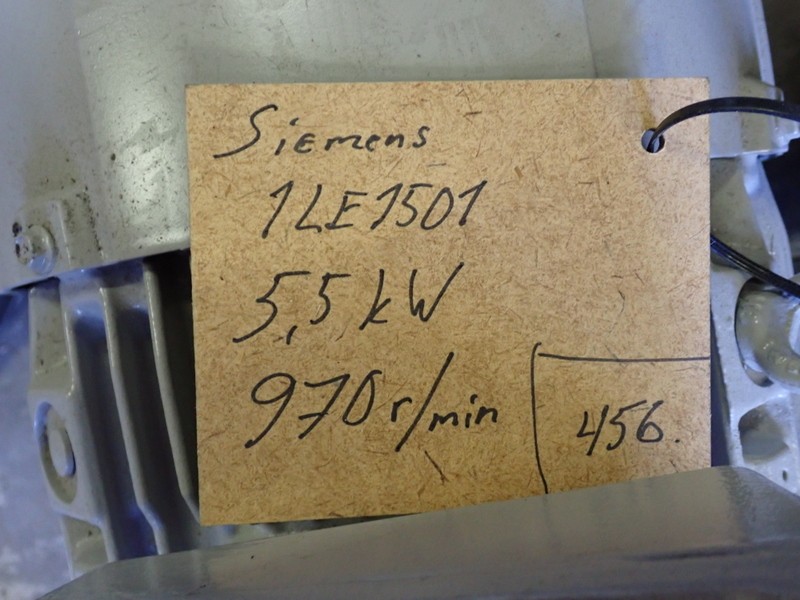 Siemens
1LE1501
5,5 kW
970 r/min
456.